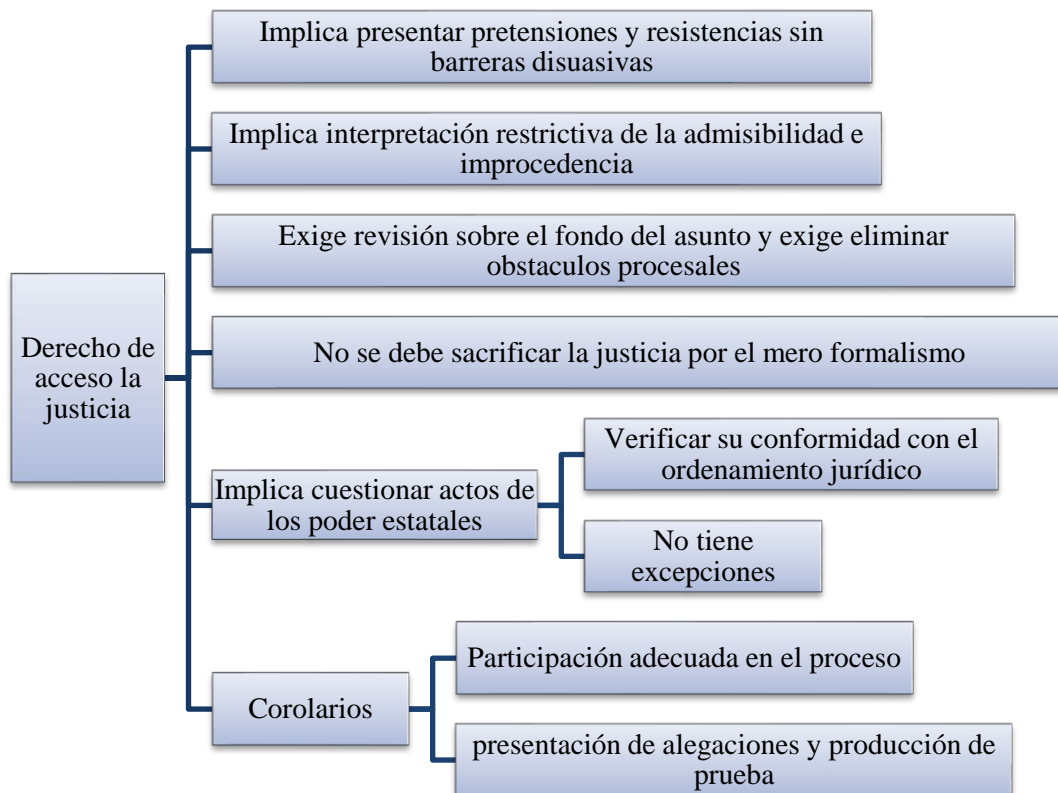 Derecho de
acceso la
justicia
Implica presentar pretensiones y resistencias sin
barreras disuasivas
Implica interpretación restrictiva de la admisibilidad e
improcedencia
Exige revisión sobre el fondo del asunto y exige eliminar
obstaculos procesales
No se debe sacrificar la justicia por el mero formalismo
Implica cuestionar actos de
los poder estatales
Verificar su conformidad con el
ordenamiento jurídico
No tiene
excepciones
Corolarios
Participación adecuada en el proceso
presentación de alegaciones y producción de
prueba